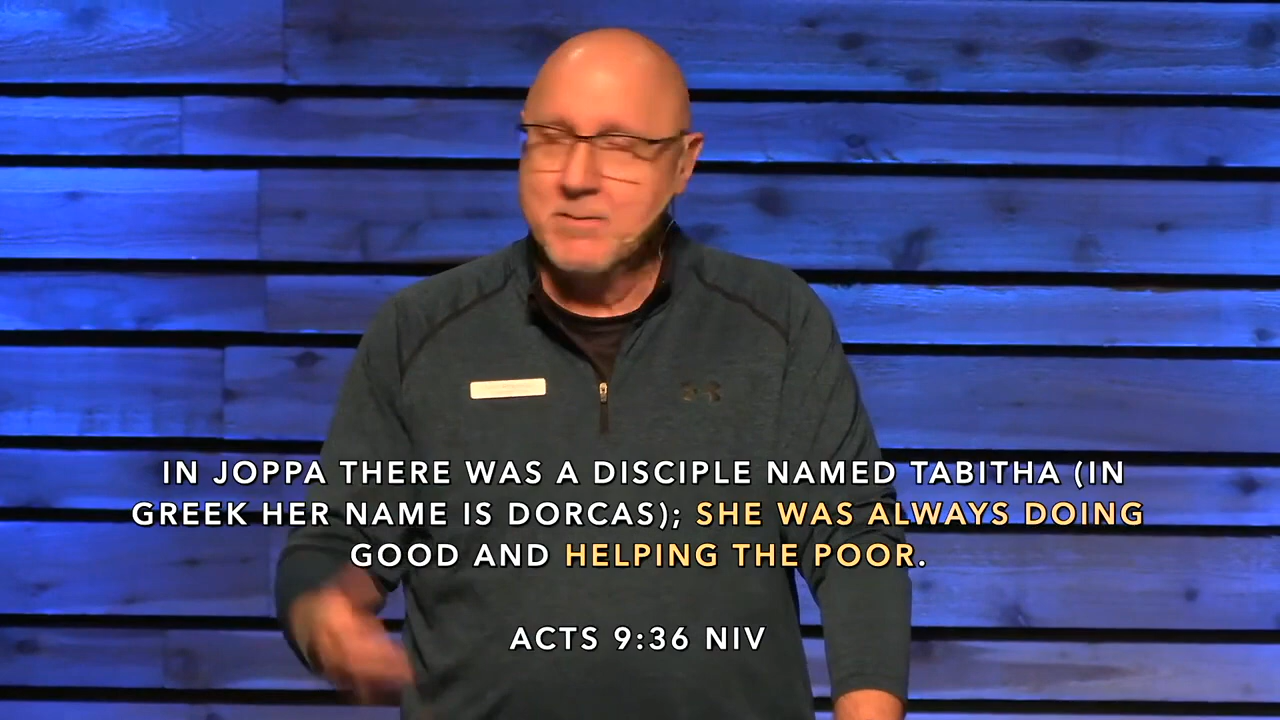 IN JOPPA THERE WAS A DISCIPLE NAMED TABITHA (IN
GREEK HER NAME IS DORCAS); SHE WAS ALWAYS DOING
GOOD AND HELPING THE POOR.
ACTS 9:36 NIV